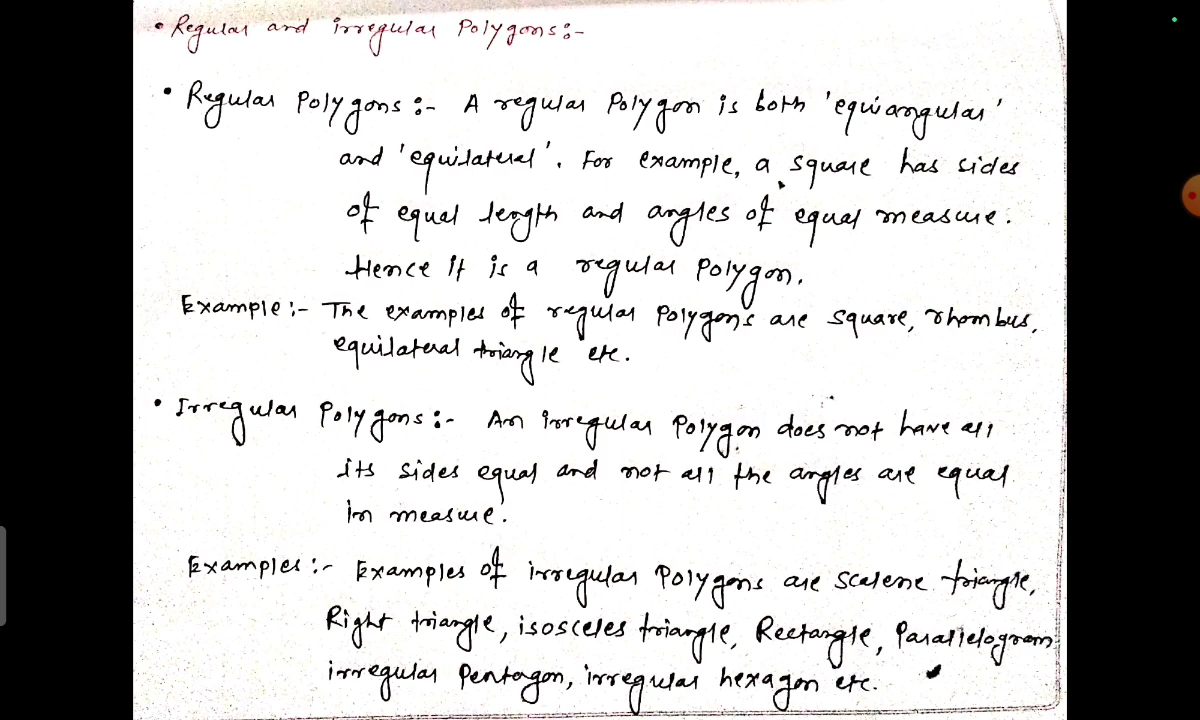 • Regular and irregular Polygons:-
• Regular Polygons:- A regular Polygon is both 'equiangular'
and 'equilateral'. For example, a square has sides
of equal length and angles of equal measure.
Hence it is a regular Polygon.
Example:- The examples of regular Polygons are square, rhombus,
equilateral triangle etc.
• Irregular Polygons:- An irregular Polygon does not have all
its sides equal and not all the angles are equal
in measure.
Examples:- Examples of irregular Polygons are scalene triangle,
Right triangle, isosceles triangle, Rectangle, Parallelogram
irregular Pentagon, irregular hexagon etc.